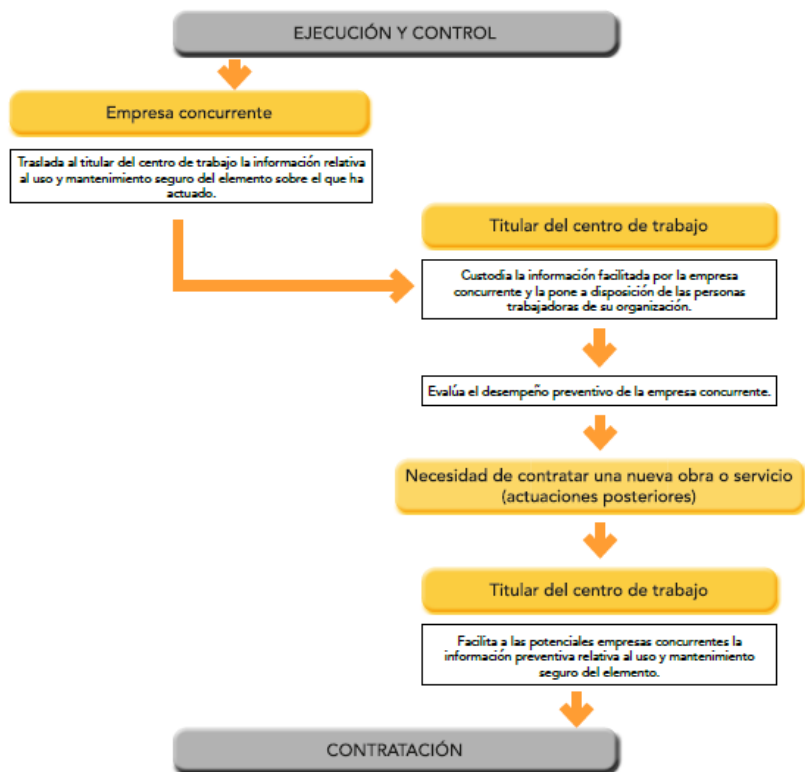 EJECUCIÓN Y CONTROL
Empresa concurrente
Traslada al titular del centro de trabajo la información relativa
al uso y mantenimiento seguro del elemento sobre el que ha
actuado.
Titular del centro de trabajo
Custodia la información facilitada por la empresa
concurrente y la pone a disposición de las personas
trabajadoras de su organización.
Evalúa el desempeño preventivo de la empresa concurrente.
Necesidad de contratar una nueva obra o servicio
(actuaciones posteriores)
Titular del centro de trabajo
Facilita a las potenciales empresas concurrentes la
información preventiva relativa al uso y mantenimiento
seguro del elemento.
CONTRATACIÓN